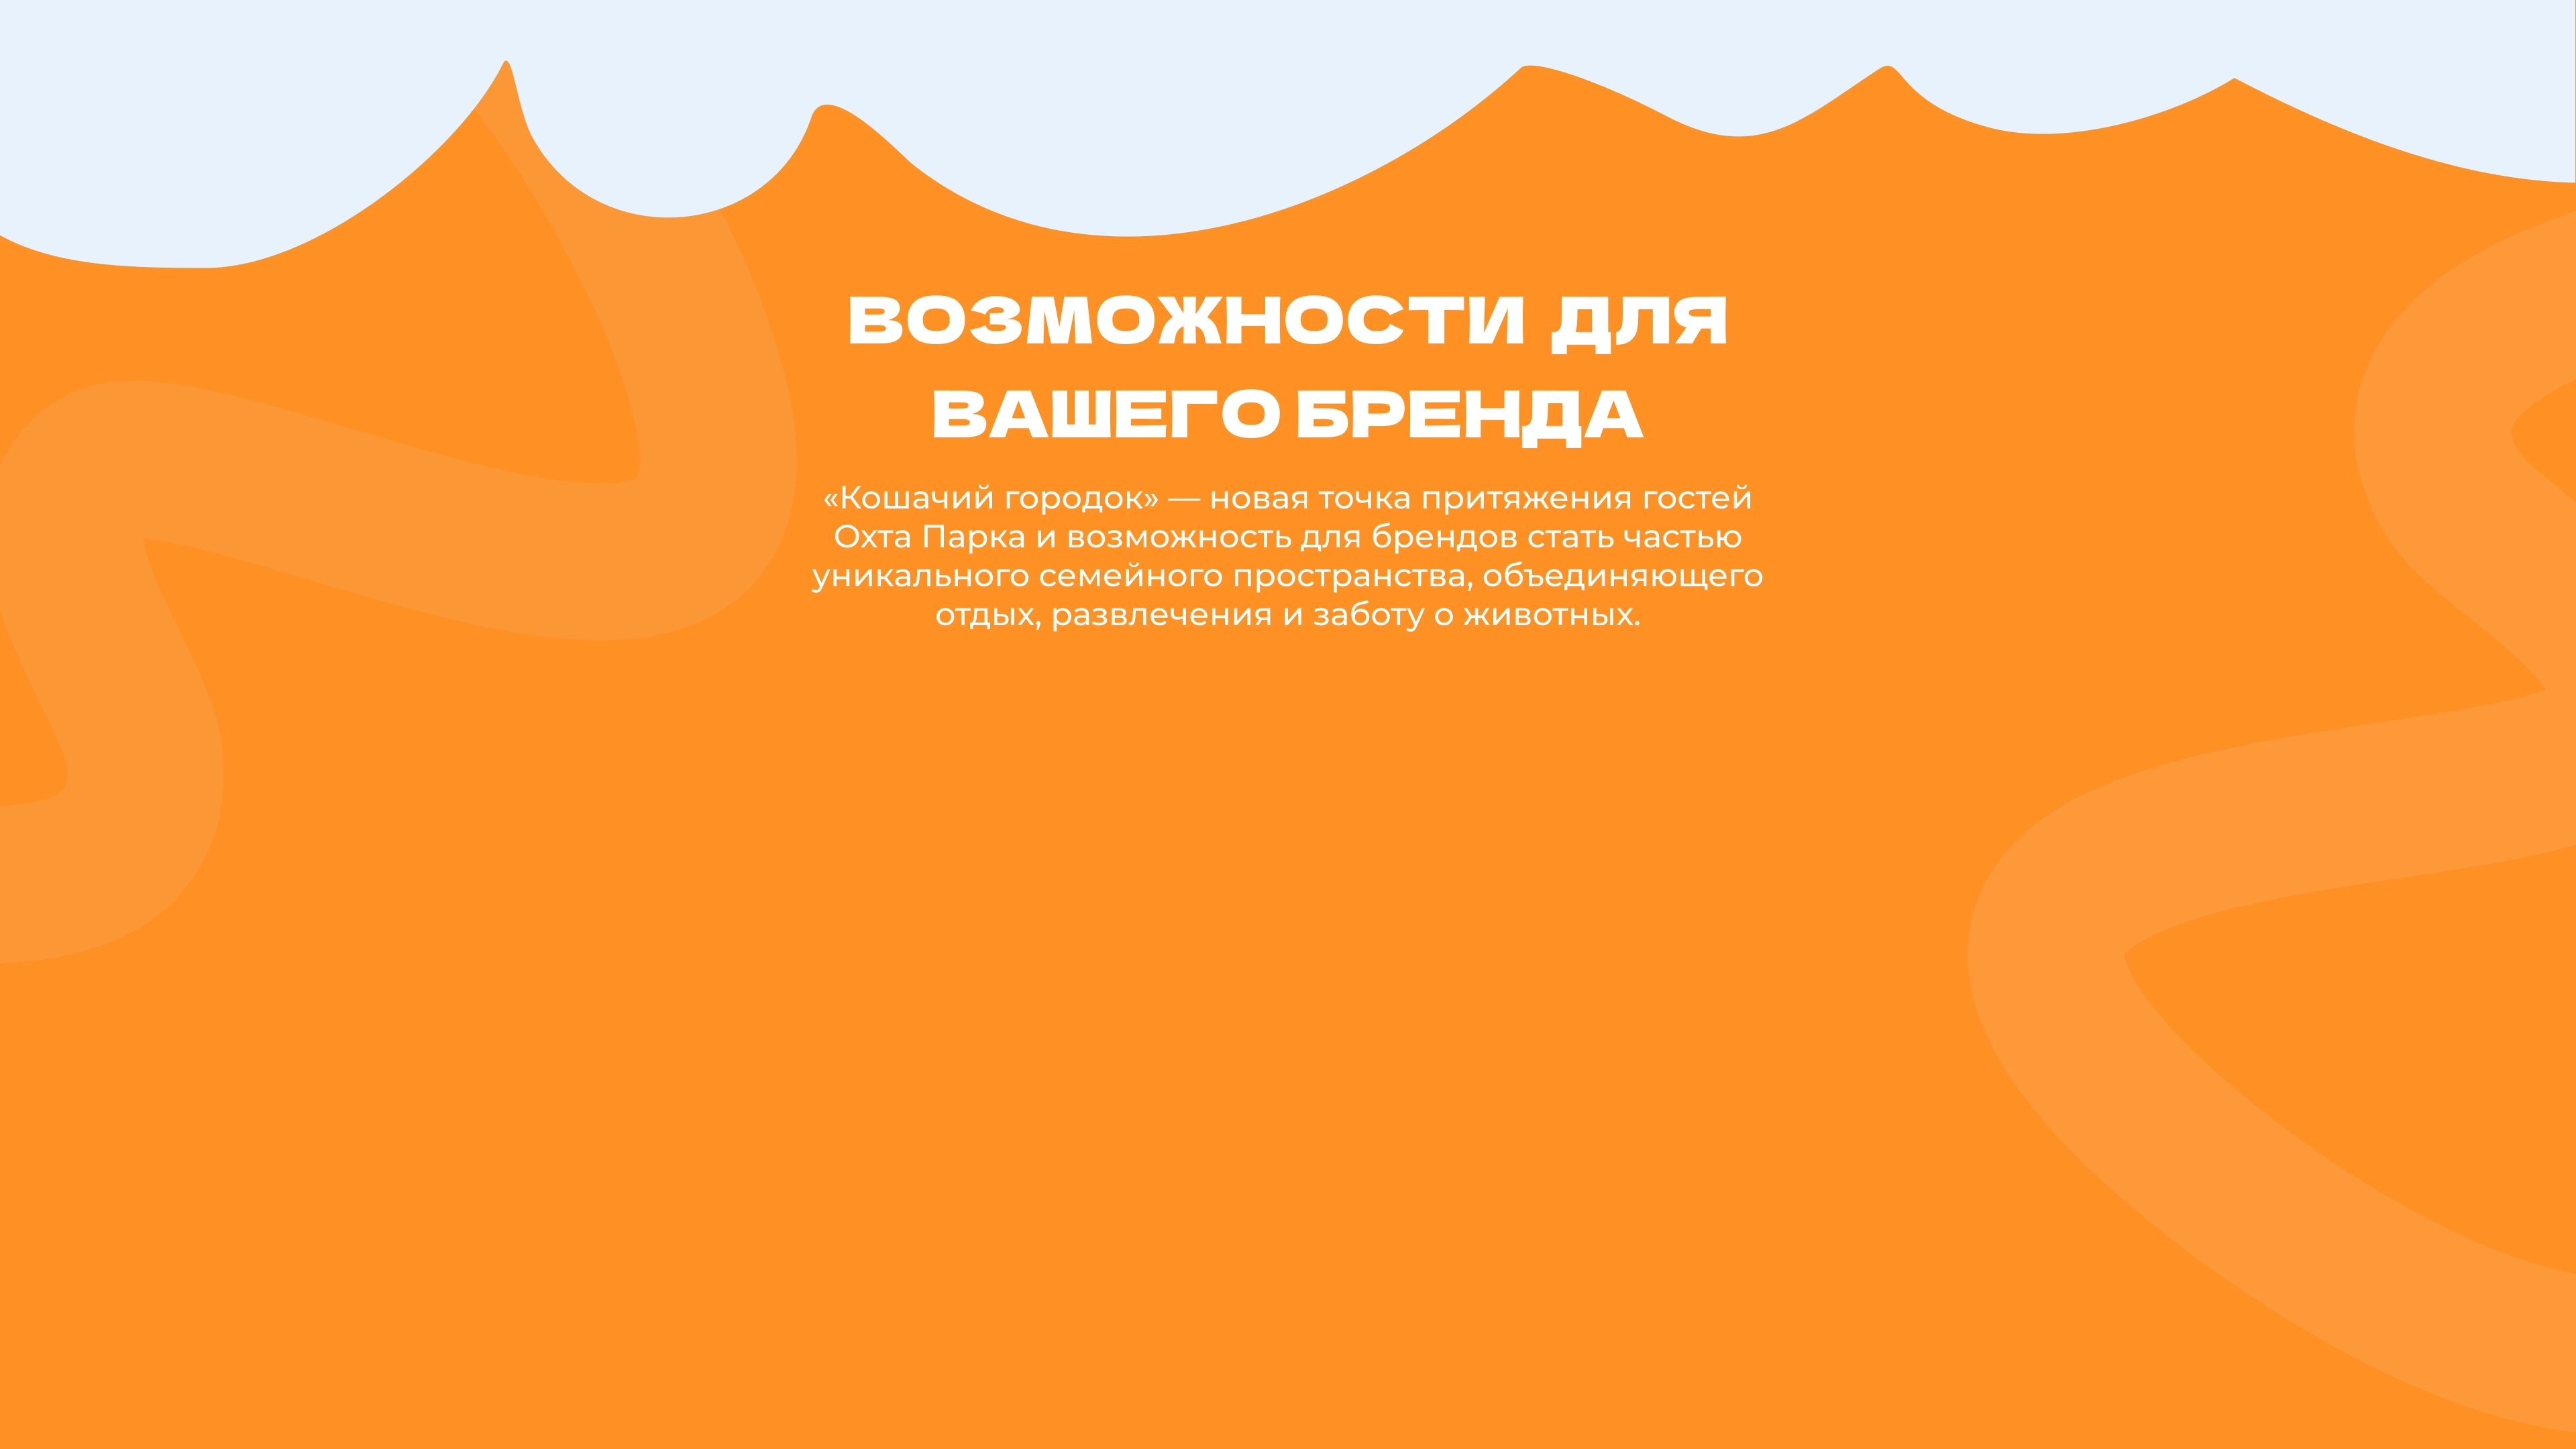 ВОЗМОЖНОСТИ ДЛЯ
ВАШЕГО БРЕНДА
«Кошачий городок» — новая точка притяжения гостей
Охта Парка и возможность для брендов стать частью
уникального семейного пространства, объединяющего
отдых, развлечения и заботу о животных.